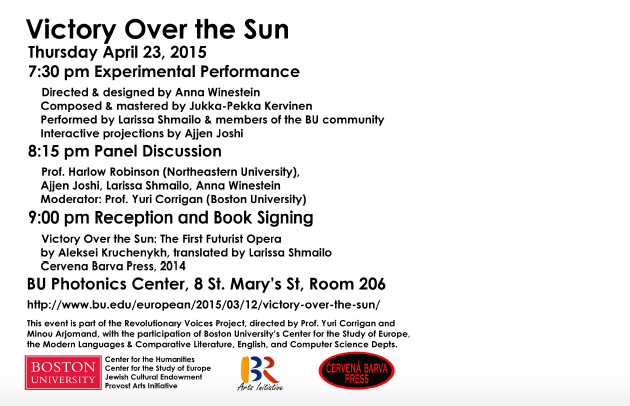 Victory Over the Sun
Thursday April 23, 2015
7:30 pm Experimental Performance
Directed & designed by Anna Winestein
Composed & mastered by Jukka-Pekka Kervinen
Performed by Larissa Shmailo & members of the BU community
Interactive projections by Ajjen Joshi
8:15 pm Panel Discussion
Prof. Harlow Robinson (Northeastern University),
Ajjen Joshi, Larissa Shmailo, Anna Winestein
Moderator: Prof. Yuri Corrigan (Boston University)
9:00 pm Reception and Book Signing
Victory Over the Sun: The First Futurist Opera
by Aleksei Kruchenykh, translated by Larissa Shmailo
Červena Barva Press, 2014
BU Photonics Center, 8 St. Mary's St, Room 206
http://www.bu.edu/european/2015/03/12/victory-over-the-sun/
This event is part of the Revolutionary Voices Project, directed by Prof. Yuri Corrigan and
Minou Arjomand, with the participation of Boston University's Center for the Study of Europe,
the Modern Languages & Comparative Literature, English, and Computer Science Depts.
BOSTON
UNIVERSITY
Center for the Humanities
Center for the Study of Europe
Jewish Cultural Endowment
Provost Arts Initiative
BR
Arts Initiative
ČERVENÁ BARVA
PRESS